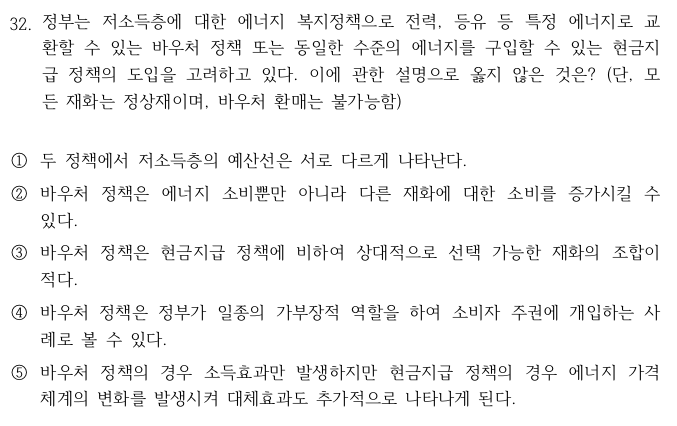 32. 정부는 저소득층에 대한 에너지 복지정책으로 전력, 등유 등 특정 에너지로 교
환할 수 있는 바우처 정책 또는 동일한 수준의 에너지를 구입할 수 있는 현금지
급 정책의 도입을 고려하고 있다. 이에 관한 설명으로 옳지 않은 것은? (단, 모
든 재화는 정상재이며, 바우처 환매는 불가능함)
① 두 정책에서 저소득층의 예산선은 서로 다르게 나타난다.
② 바우처 정책은 에너지 소비뿐만 아니라 다른 재화에 대한 소비를 증가시킬 수
있다.
③ 바우처 정책은 현금지급 정책에 비하여 상대적으로 선택 가능한 재화의 조합이
적다.
④ 바우처 정책은 정부가 일종의 가부장적 역할을 하여 소비자 주권에 개입하는 사
례로 볼 수 있다.
⑤ 바우처 정책의 경우 소득효과만 발생하지만 현금지급 정책의 경우 에너지 가격
체계의 변화를 발생시켜 대체효과도 추가적으로 나타나게 된다.